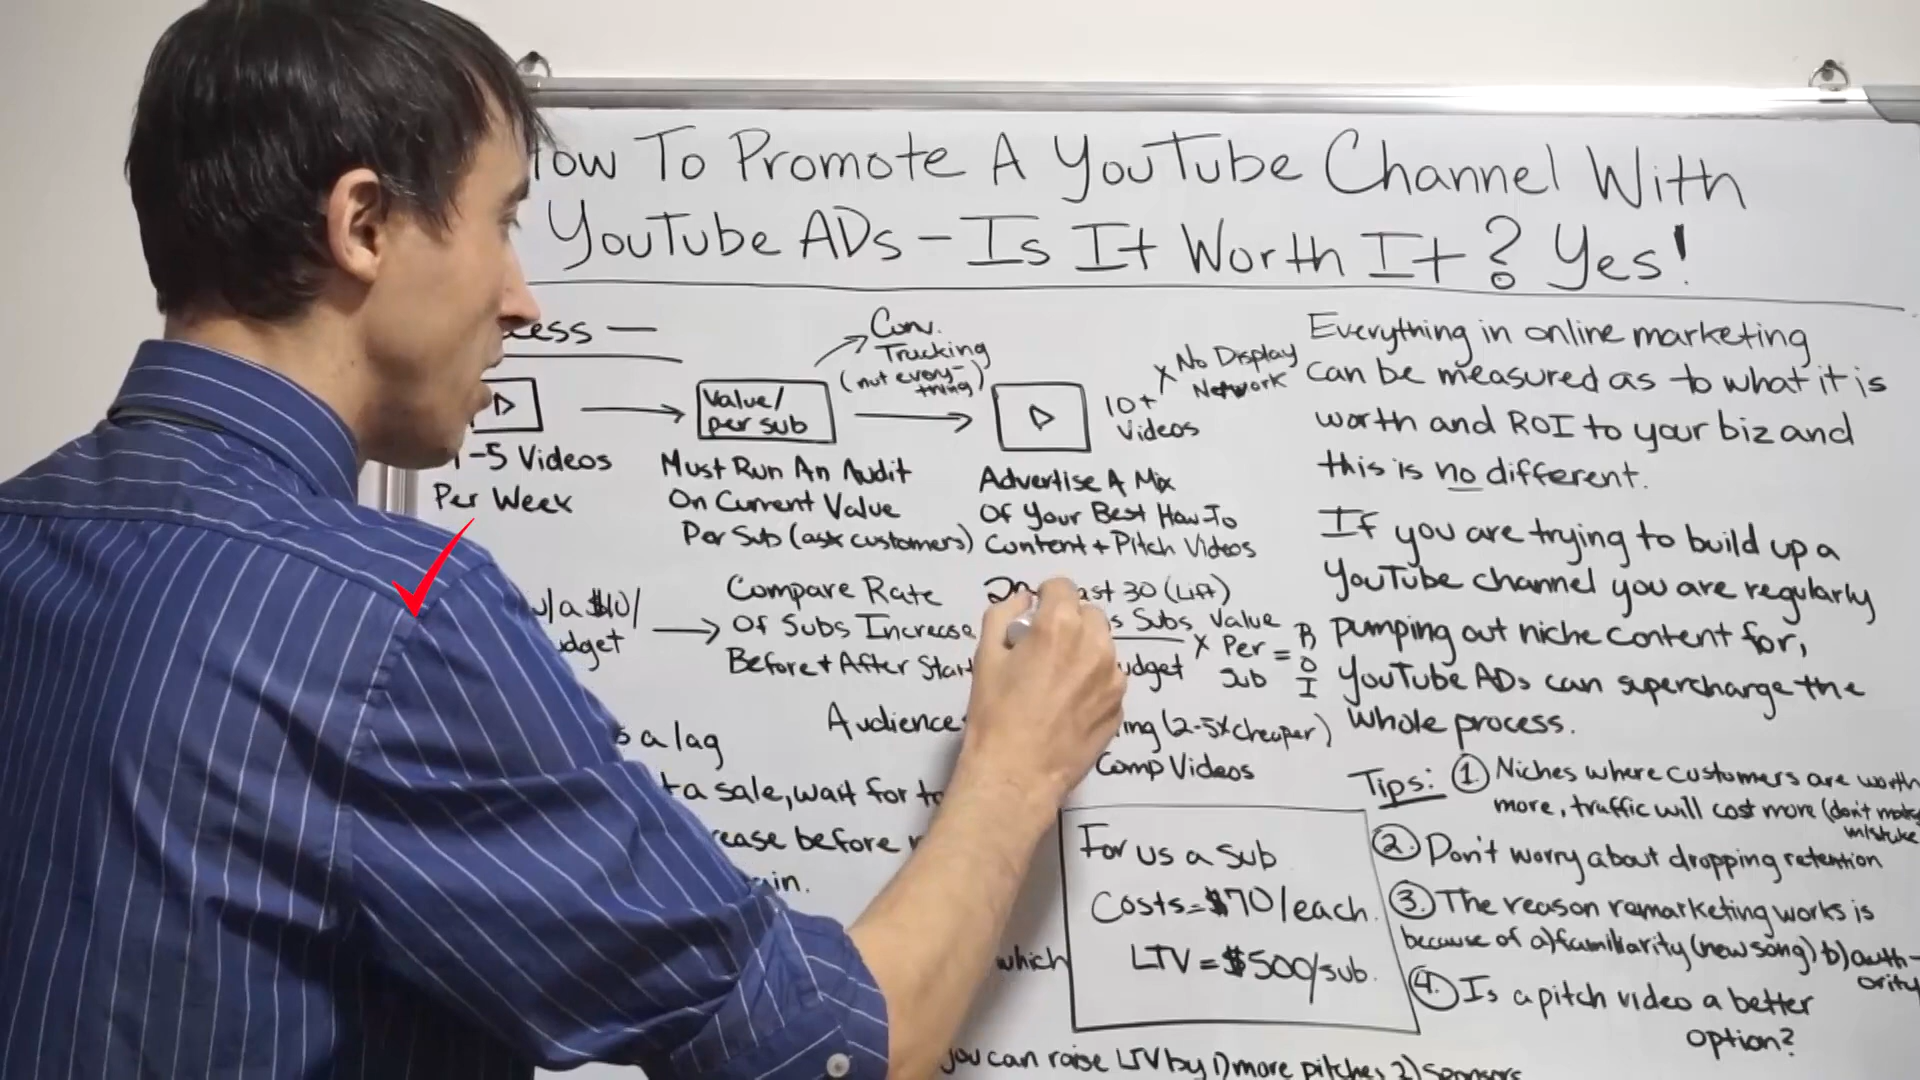 How To Promote A YouTube Channel With
YouTube ADs - Is It Worth It? Yes!
cess —
-5 Videos
Per Week
Value/
per sub
Conv.
Trucking
(not every-
thing)
Must Run An Audit
On Current Value
Per Sub (ask customers)
10+
Videos
x No Display
Network
Advertise A Mix
Of Your Best How-To
Content + Pitch Videos
w/a $10/
udget
Compare Rate
Of Subs Increase
Before + After Start
ast 30 (Lift)
s Subs
udget
x
Value
Per
Sub
= ROI
s a lag
to a sale, wait for
rease before
in.
Audience
ing (2-5x cheaper)
Comp Videos
which
For us a sub
Costs = $70/each.
LTV = $500/sub.
you can raise LTV by 1) more pitches 2) sponsors
Everything in online marketing
can be measured as to what it is
worth and ROI to your biz and
this is no different.
If you are trying to build up a
YouTube channel you are regularly
pumping out niche content for,
YouTube ADs can supercharge the
whole process.
Tips: 1 Niches where customers are worth
more, traffic will cost more (don't
2. Don't worry about dropping retention
3. The reason remarketing works is
because of a) familiarity (new song) b) auth-
ority
4. Is a pitch video a better
option?